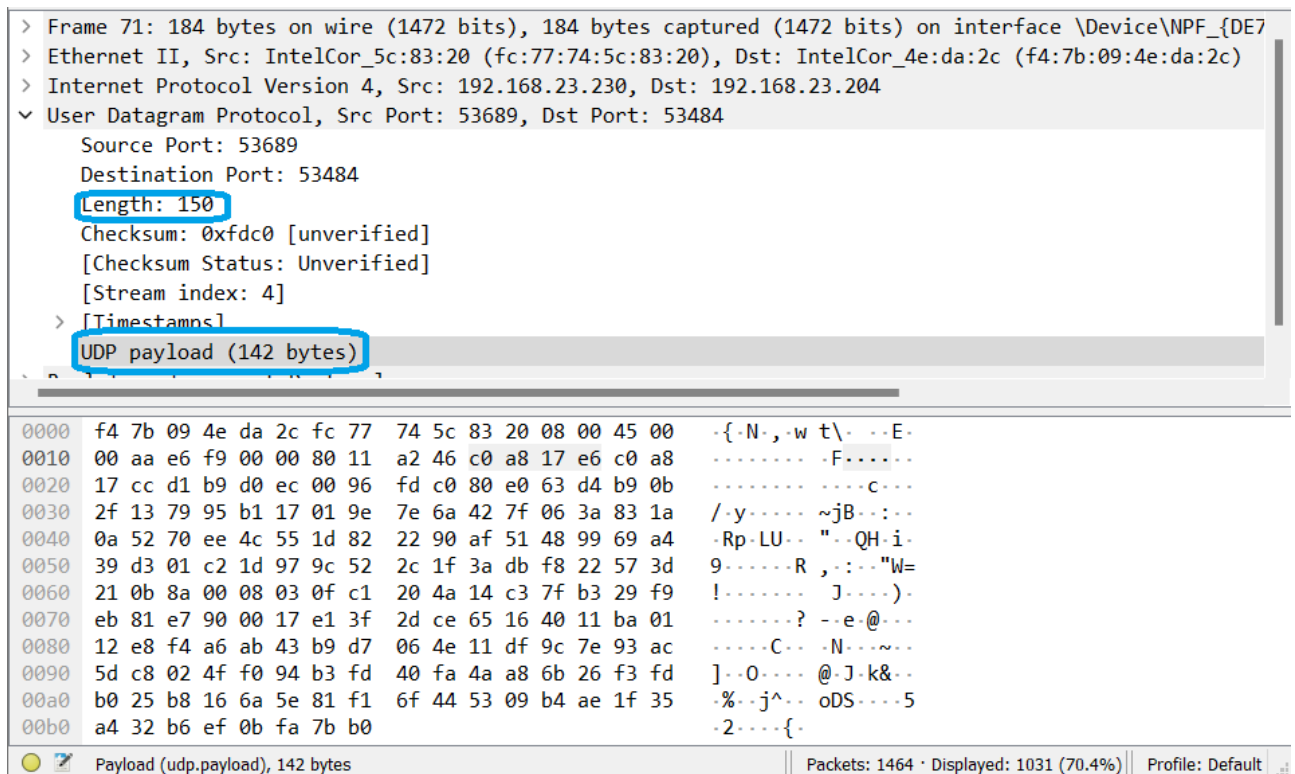 > Frame 71: 184 bytes on wire (1472 bits), 184 bytes captured (1472 bits) on interface \Device\NPF_{DE7
> Ethernet II, Src: IntelCor_5c:83:20 (fc:77:74:5c:83:20), Dst: IntelCor_4e:da:2c (f4:7b:09:4e:da:2c)
> Internet Protocol Version 4, Src: 192.168.23.230, Dst: 192.168.23.204
User Datagram Protocol, Src Port: 53689, Dst Port: 53484
Source Port: 53689
Destination Port: 53484
Length: 150
Checksum: 0xfdc0 [unverified]
[Checksum Status: Unverified]
[Stream index: 4]
> [Timestamps]
UDP payload (142 bytes)
0000 f4 7b 09 4e da 2c fc 77 74 5c 83 20 08 00 45 00 ·{·N·,·w t\· ··E·
0010 00 aa e6 f9 00 00 80 11 a2 46 c0 a8 17 e6 c0 a8 ········ ·F······
0020 17 cc d1 b9 d0 ec 00 96 fd c0 80 e0 63 d4 b9 0b ········ ····c···
0030 2f 13 79 95 b1 17 01 9e 7e 6a 42 7f 06 3a 83 1a /·y····· ~jB··:··
0040 0a 52 70 ee 4c 55 1d 82 22 90 af 51 48 99 69 a4 ·Rp·LU·· "··QH·i·
0050 39 d3 01 c2 1d 97 9c 52 2c 1f 3a db f8 22 57 3d 9······R ,·:··"W=
0060 21 0b 8a 00 08 03 0f c1 20 4a 14 c3 7f b3 29 f9 !·······  J····)·
0070 eb 81 e7 90 00 17 e1 3f 2d ce 65 16 40 11 ba 01 ·······? -·e·@···
0080 12 e8 f4 a6 ab 43 b9 d7 06 4e 11 df 9c 7e 93 ac ·····C·· ·N···~··
0090 5d c8 02 4f f0 94 b3 fd 40 fa 4a a8 6b 26 f3 fd ]··O···· @·J·k&··
00a0 b0 25 b8 16 6a 5e 81 f1 6f 44 53 09 b4 ae 1f 35 ·%··j^·· oDS····5
00b0 a4 32 b6 ef 0b fa 7b b0 ·2····{·
Payload (udp.payload), 142 bytes Packets: 1464 · Displayed: 1031 (70.4%) Profile: Default